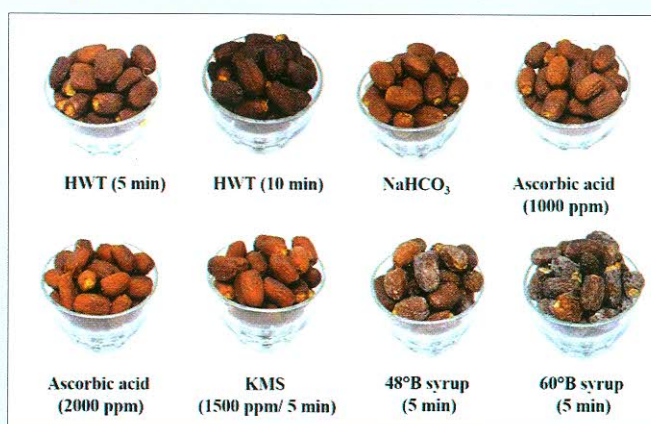 HWT (5 min) HWT (10 min) NaHCO₃ Ascorbic acid
(1000 ppm)
Ascorbic acid KMS 48°B syrup 60°B syrup
(2000 ppm) (1500 ppm/ 5 min) (5 min) (5 min)